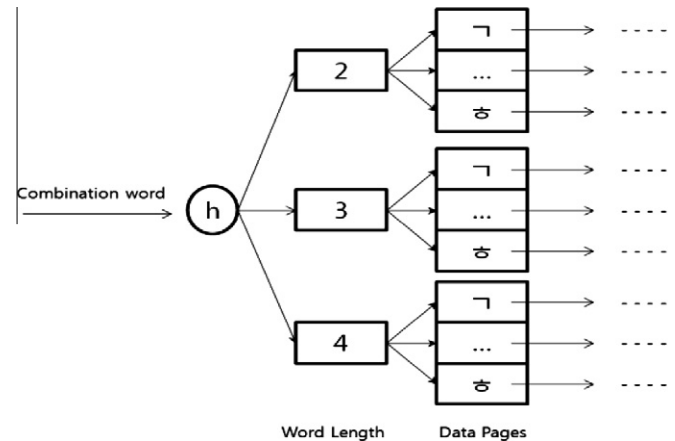 ㄱ
2
...
ㅎ
Combination word
h
ㄱ
3
...
ㅎ
ㄱ
4
...
ㅎ
Word Length
Data Pages